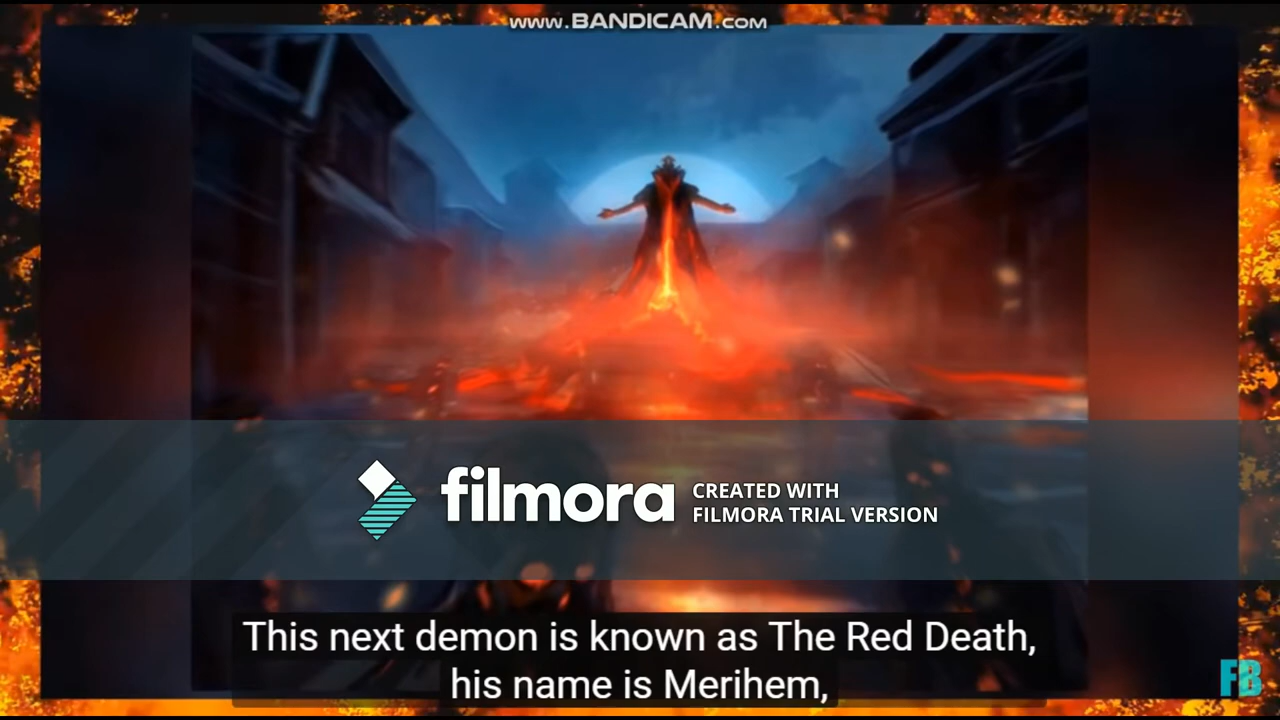 www.BANDICAM.com
filmora
CREATED WITH
FILMORA TRIAL VERSION
This next demon is known as The Red Death,
his name is Merihem,
FB